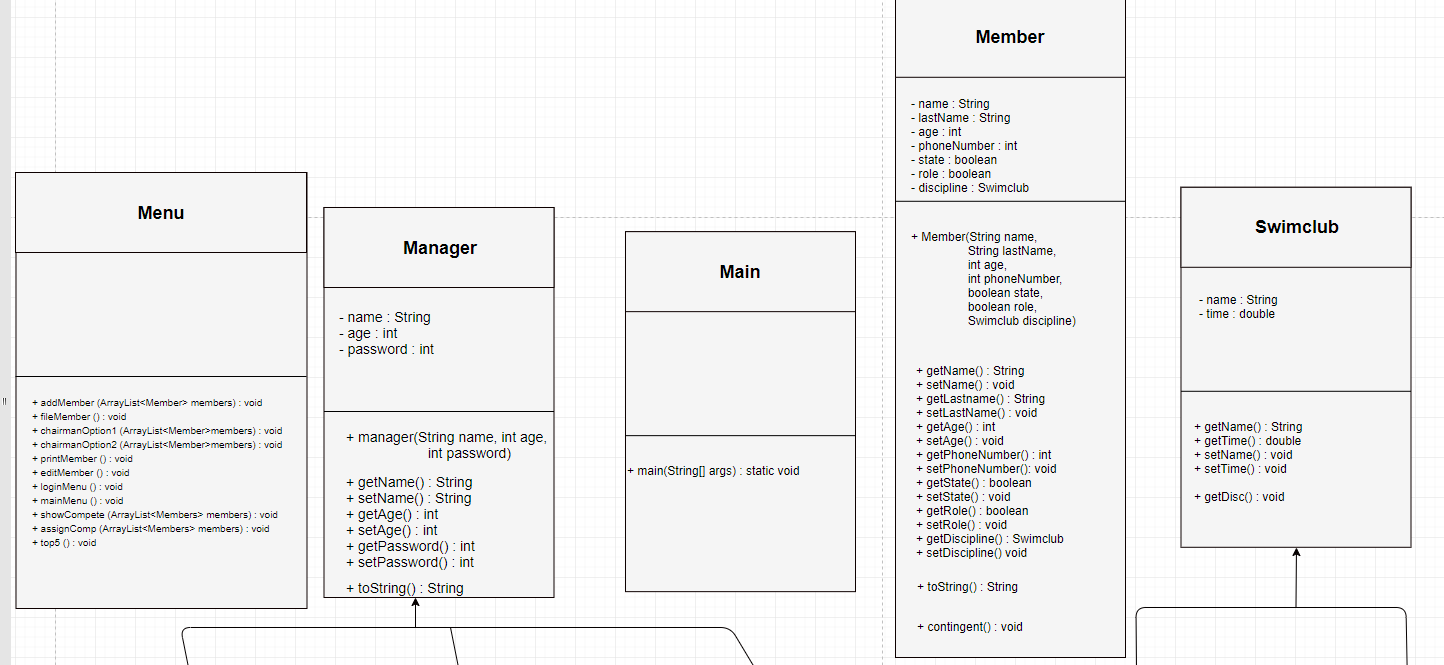 Menu
+ addMember (ArrayList<Member> members) : void
+ fileMember () : void
+ chairmanOption1 (ArrayList<Member>members) : void
+ chairmanOption2 (ArrayList<Member>members) : void
+ printMember () : void
+ editMember () : void
+ loginMenu () : void
+ mainMenu () : void
+ showCompete (ArrayList<Members> members) : void
+ assignComp (ArrayList<Members> members) : void
+ top5 () : void
Manager
- name : String
- age : int
- password : int
+ manager(String name, int age,
int password)
+ getName() : String
+ setName() : String
+ getAge() : int
+ setAge() : int
+ getPassword() : int
+ setPassword() : int
+ toString() : String
Main
+ main(String[] args) : static void
Member
- name : String
- lastName : String
- age : int
- phoneNumber : int
- state : boolean
- role : boolean
- discipline : Swimclub
+ Member(String name,
String lastName,
int age,
int phoneNumber,
boolean state,
boolean role,
Swimclub discipline)
+ getName() : String
+ setName() : void
+ getLastname() : String
+ setLastName() : void
+ getAge() : int
+ setAge() : void
+ getPhoneNumber() : int
+ setPhoneNumber(): void
+ getState() : boolean
+ setState() : void
+ getRole() : boolean
+ setRole() : void
+ getDiscipline() : Swimclub
+ setDiscipline() void
+ toString() : String
+ contingent() : void
Swimclub
- name : String
- time : double
+ getName() : String
+ getTime() : double
+ setName() : void
+ setTime() : void
+ getDisc() : void